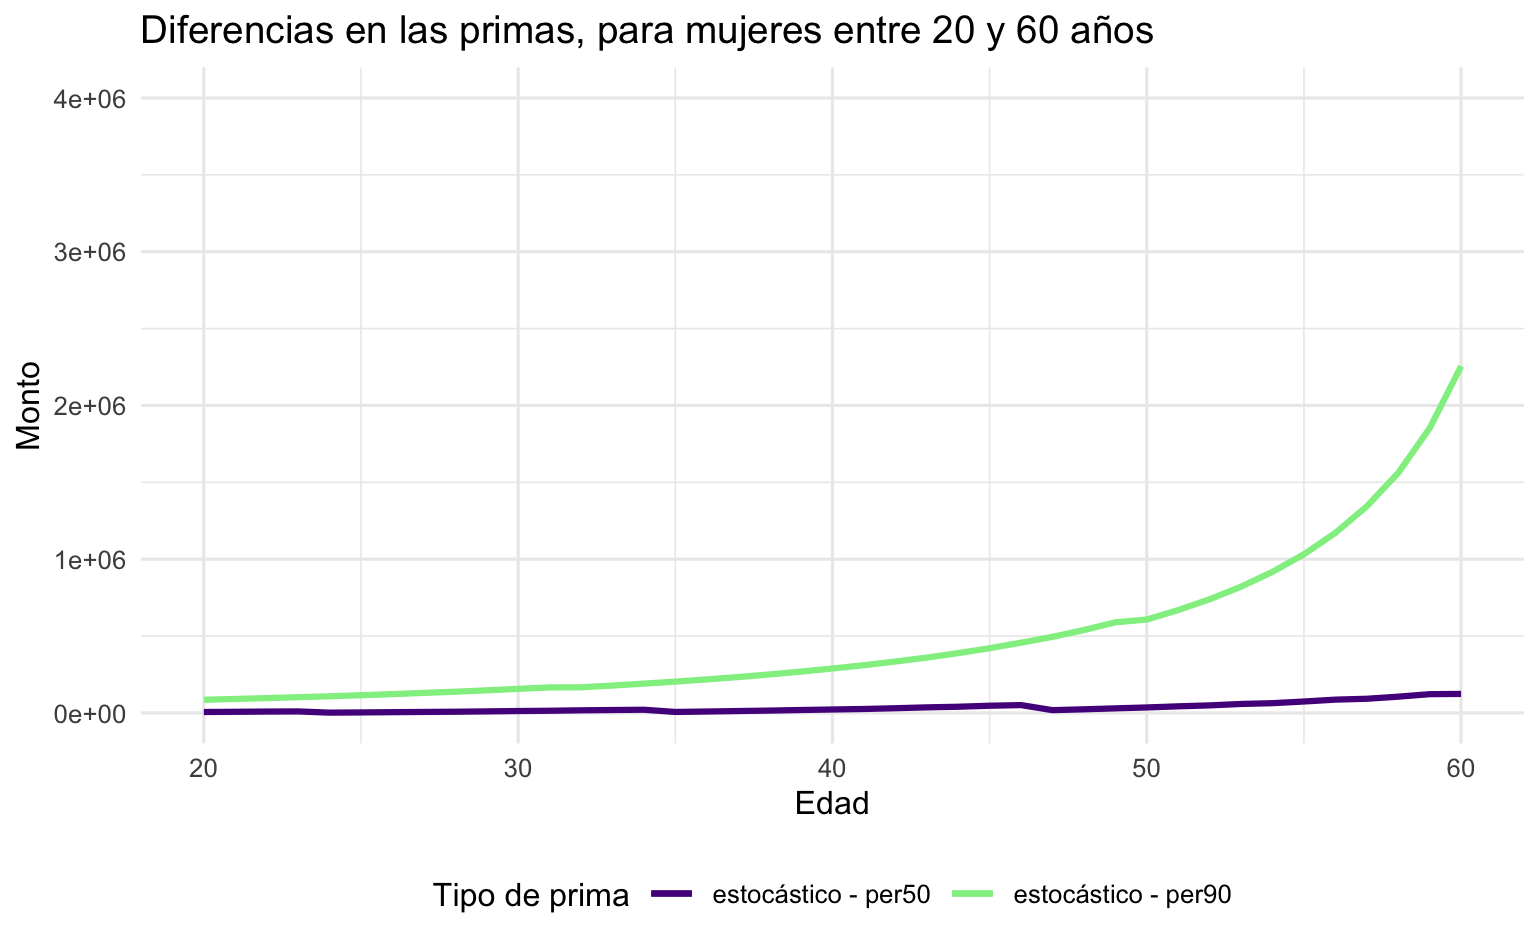 Diferencias en las primas, para mujeres entre 20 y 60 años
4e+06
3e+06
2e+06
1e+06
0e+00
Monto
20 30 40 50 60
Edad
Tipo de prima estocástico - per50 estocástico - per90